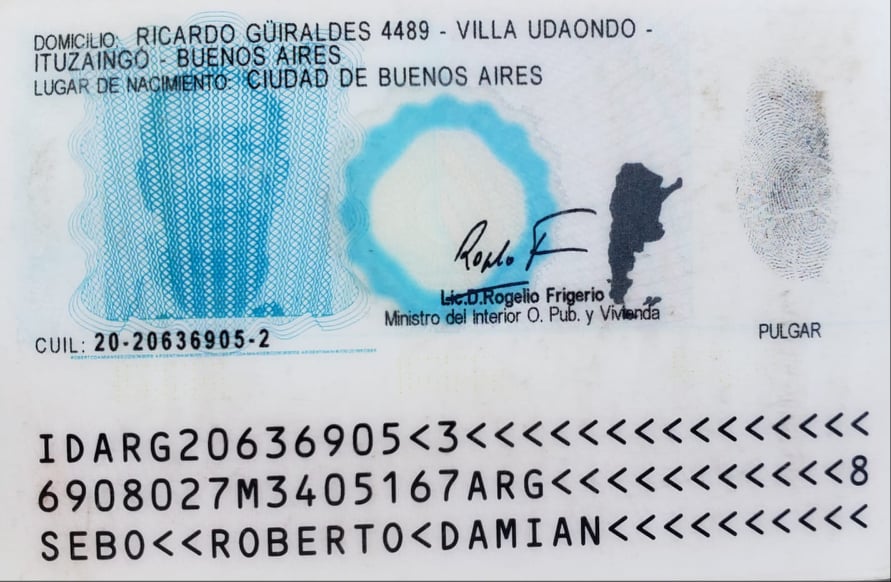 DOMICILIO: RICARDO GÜIRALDES 4489 - VILLA UDAONDO -
ITUZAINGÓ - BUENOS AIRES
LUGAR DE NACIMIENTO: CIUDAD DE BUENOS AIRES
Lic.D.Rogelio Frigerio
Ministro del Interior O. Pub. y Vivienda
CUIL: 20-20636905-2
PULGAR
IDARG20636905<3<<<<<<<<<<<<<<<
6908027M3405167ARG<<<<<<<<<<<8
SEBO<<ROBERTO<DAMIAN<<<<<<<<<<